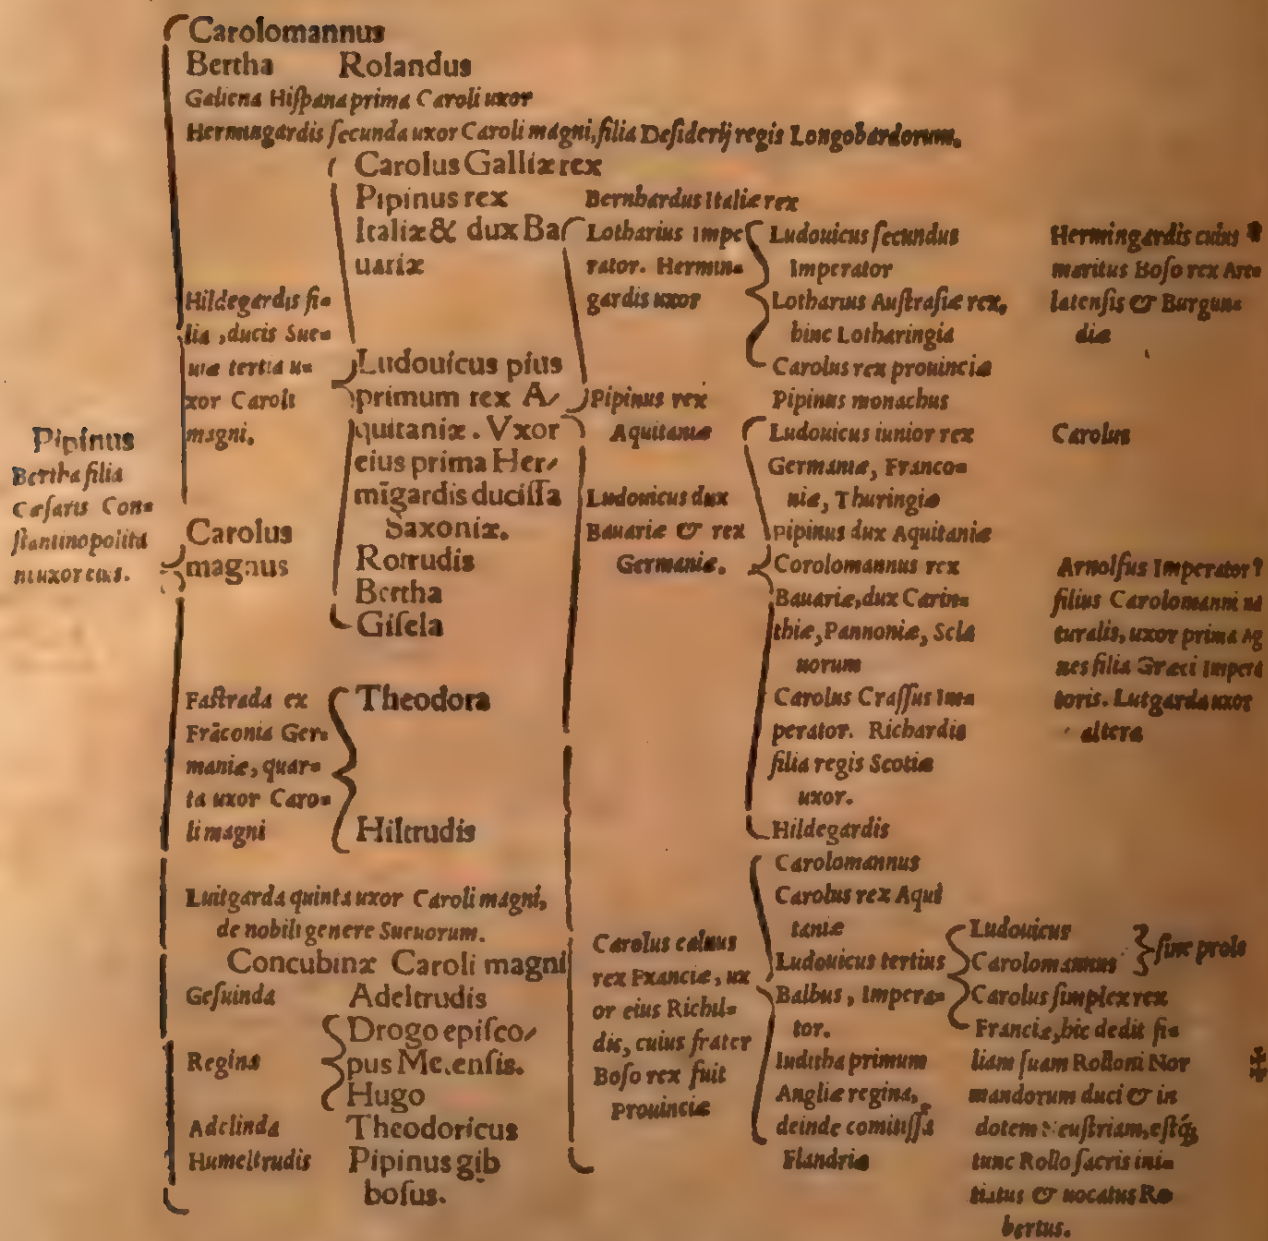 Carolomannus
Bertha Rolandus
Galiena Hiſpana prima Caroli uxor
Hermingardis ſecunda uxor Caroli magni, filia Deſiderij regis Longobardorum.
Pipinus
Bertha filia
Cæſaris Con=
ſtantinopolita
ni uxor eius.
Hildegardis fi=
lia, ducis Sue=
uiæ tertia u=
xor Caroli
magni.
Carolus
magnus
Faſtrada ex
Frāconia Ger=
maniæ, quar=
ta uxor Caro=
li magni
Luitgarda quinta uxor Caroli magni,
de nobili genere Sueuorum.
Concubinæ Caroli magni
Geſuinda Adeltrudis
Regina
Drogo epiſco/
pus Metenſis.
Hugo
Adelinda Theodoricus
Humeltrudis Pipinus gib
boſus.
Carolus Galliæ rex
Pipinus rex
Italiæ & dux Ba
uariæ
Ludouicus pius
primum rex A/
quitaniæ. Vxor
eius prima Her/
mīgardis duciſſa
Saxoniæ.
Rotrudis
Bertha
Giſela
Theodora
Hiltrudis
Bernhardus Italiæ rex
Lotharius Impe
rator. Hermin=
gardis uxor
Pipinus rex
Aquitaniæ
Ludouicus dux
Bauariæ & rex
Germaniæ.
Carolus caluus
rex Franciæ, ux
or eius Richil=
dis, cuius frater
Boſo rex fuit
Prouinciæ
Ludouicus ſecundus
Imperator
Lotharius Auſtraſiæ rex,
hinc Lotharingia
Carolus rex prouinciæ
Pipinus monachus
Ludouicus iunior rex
Germaniæ, Franco=
niæ, Thuringiæ
Pipinus dux Aquitaniæ
Corolomannus rex
Bauariæ, dux Carin=
thiæ, Pannoniæ, Scla
uorum
Carolus Craſſus Im=
perator. Richardis
filia regis Scotiæ
uxor.
Hildegardis
Carolomannus
Carolus rex Aqui
taniæ
Ludouicus tertius
Balbus, Impera=
tor.
Iuditha primum
Angliæ regina,
deinde comitiſſa
Flandriæ
Hermingardis cuius
maritus Boſo rex Are=
latenſis & Burgun=
diæ
Carolus
Arnolfus Imperator
filius Carolomanni na
turalis, uxor prima Ag
nes filia Græci Impera
toris. Lutgarda uxor
altera
Ludouicus
Carolomannus ſine prole
Carolus ſimplex rex
Franciæ, hic dedit fi=
liam ſuam Rolloni Nor
mandorum duci & in
dotem Neuſtriam, eſtq́;
tunc Rollo ſacris ini=
tiatus & uocatus Ro
bertus.